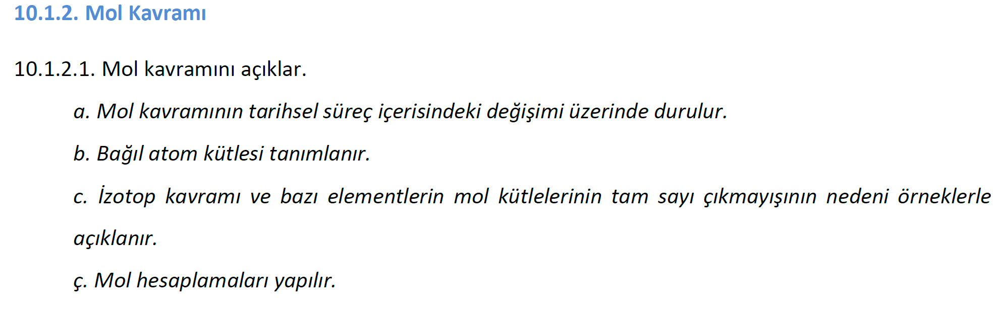 10.1.2. Mol Kavramı
10.1.2.1. Mol kavramını açıklar.
a. Mol kavramının tarihsel süreç içerisindeki değişimi üzerinde durulur.
b. Bağıl atom kütlesi tanımlanır.
c. İzotop kavramı ve bazı elementlerin mol kütlelerinin tam sayı çıkmayışının nedeni örneklerle
açıklanır.
ç. Mol hesaplamaları yapılır.